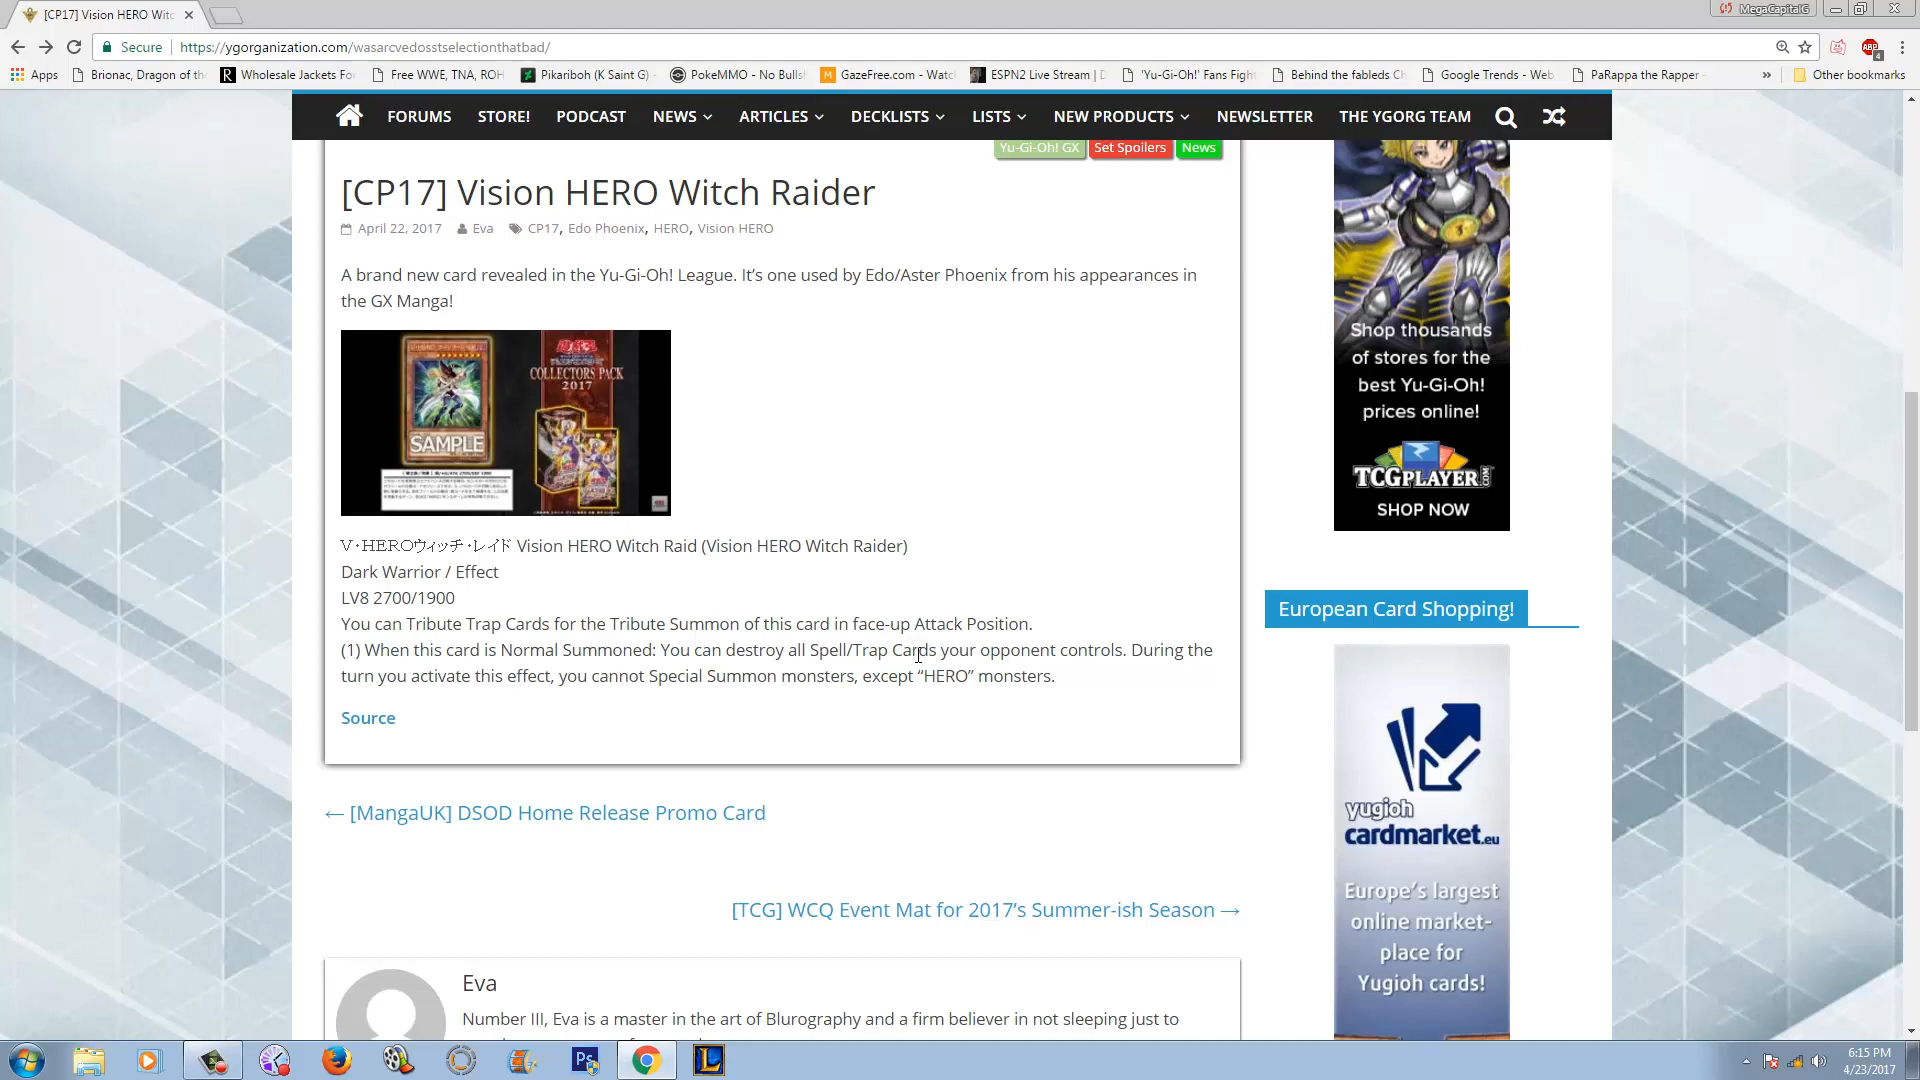 [CP17] Vision HERO Witc
MegaCapitalG
Secure
https://ygorganization.com/wasarcvedosstselectionthatbad/
Apps
Brionac, Dragon of th
Wholesale Jackets Fo
Free WWE, TNA, ROH
Pikariboh (K Saint G)
PokeMMO - No Bulls
GazeFree.com - Watc
ESPN2 Live Stream | D
'Yu-Gi-Oh!' Fans Figh
Behind the fableds Ch
Google Trends - Web
PaRappa the Rapper
Other bookmarks
FORUMS
STORE!
PODCAST
NEWS
ARTICLES
DECKLISTS
LISTS
NEW PRODUCTS
NEWSLETTER
THE YGORG TEAM
Yu-Gi-Oh! GX
Set Spoilers
News
[CP17] Vision HERO Witch Raider
April 22, 2017
Eva
CP17, Edo Phoenix, HERO, Vision HERO
A brand new card revealed in the Yu-Gi-Oh! League. It's one used by Edo/Aster Phoenix from his appearances in
the GX Manga!
COLLECTORS PACK
2017
SAMPLE
V・HEROウィッチ・レイド Vision HERO Witch Raid (Vision HERO Witch Raider)
Dark Warrior / Effect
LV8 2700/1900
You can Tribute Trap Cards for the Tribute Summon of this card in face-up Attack Position.
(1) When this card is Normal Summoned: You can destroy all Spell/Trap Cards your opponent controls. During the
turn you activate this effect, you cannot Special Summon monsters, except “HERO” monsters.
Source
← [MangaUK] DSOD Home Release Promo Card
[TCG] WCQ Event Mat for 2017's Summer-ish Season →
Eva
Number III, Eva is a master in the art of Blurography and a firm believer in not sleeping just to
Shop thousands
of stores for the
best Yu-Gi-Oh!
prices online!
TCGPLAYER.COM
SHOP NOW
European Card Shopping!
yugioh
cardmarket.eu
Europe's largest
online market-
place for
Yugioh cards!
ABP
4
Ps
L
6:15 PM
4/23/2017